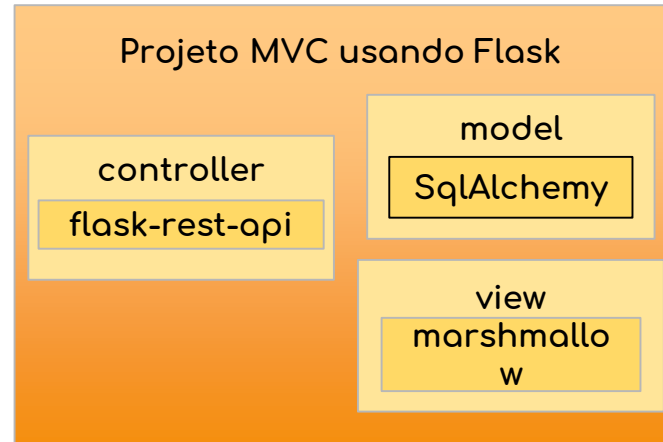 Projeto MVC usando Flask
controller
flask-rest-api
model
SqlAlchemy
view
marshmallo
w